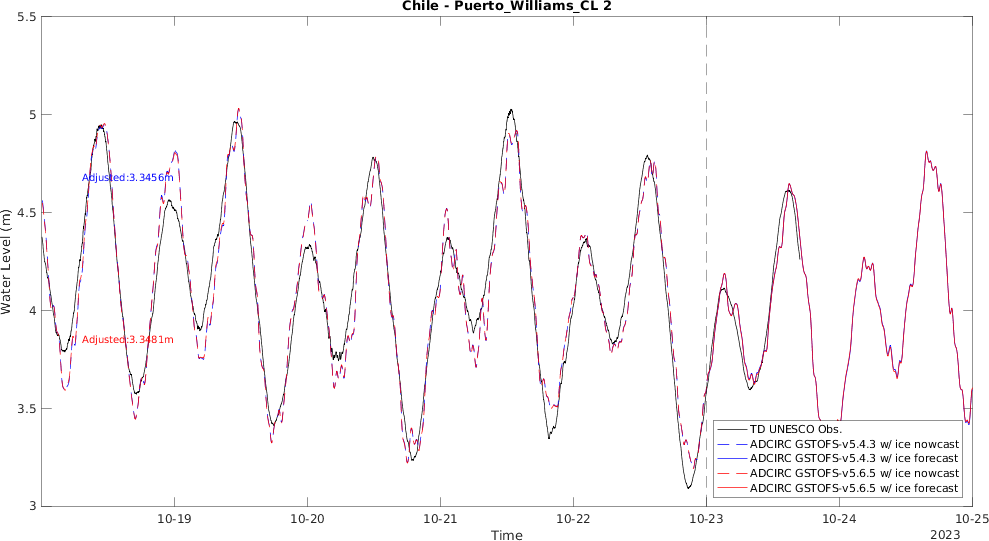 Chile - Puerto_Williams_CL 2
5.5
5
4.5
4
3.5
3
Water Level (m)
Adjusted:3.3456m
Adjusted:3.3481m
TD UNESCO Obs.
ADCIRC GSTOFS-v5.4.3 w/ ice nowcast
ADCIRC GSTOFS-v5.4.3 w/ ice forecast
ADCIRC GSTOFS-v5.6.5 w/ ice nowcast
ADCIRC GSTOFS-v5.6.5 w/ ice forecast
10-19 10-20 10-21 10-22 10-23 10-24 10-25
Time
2023